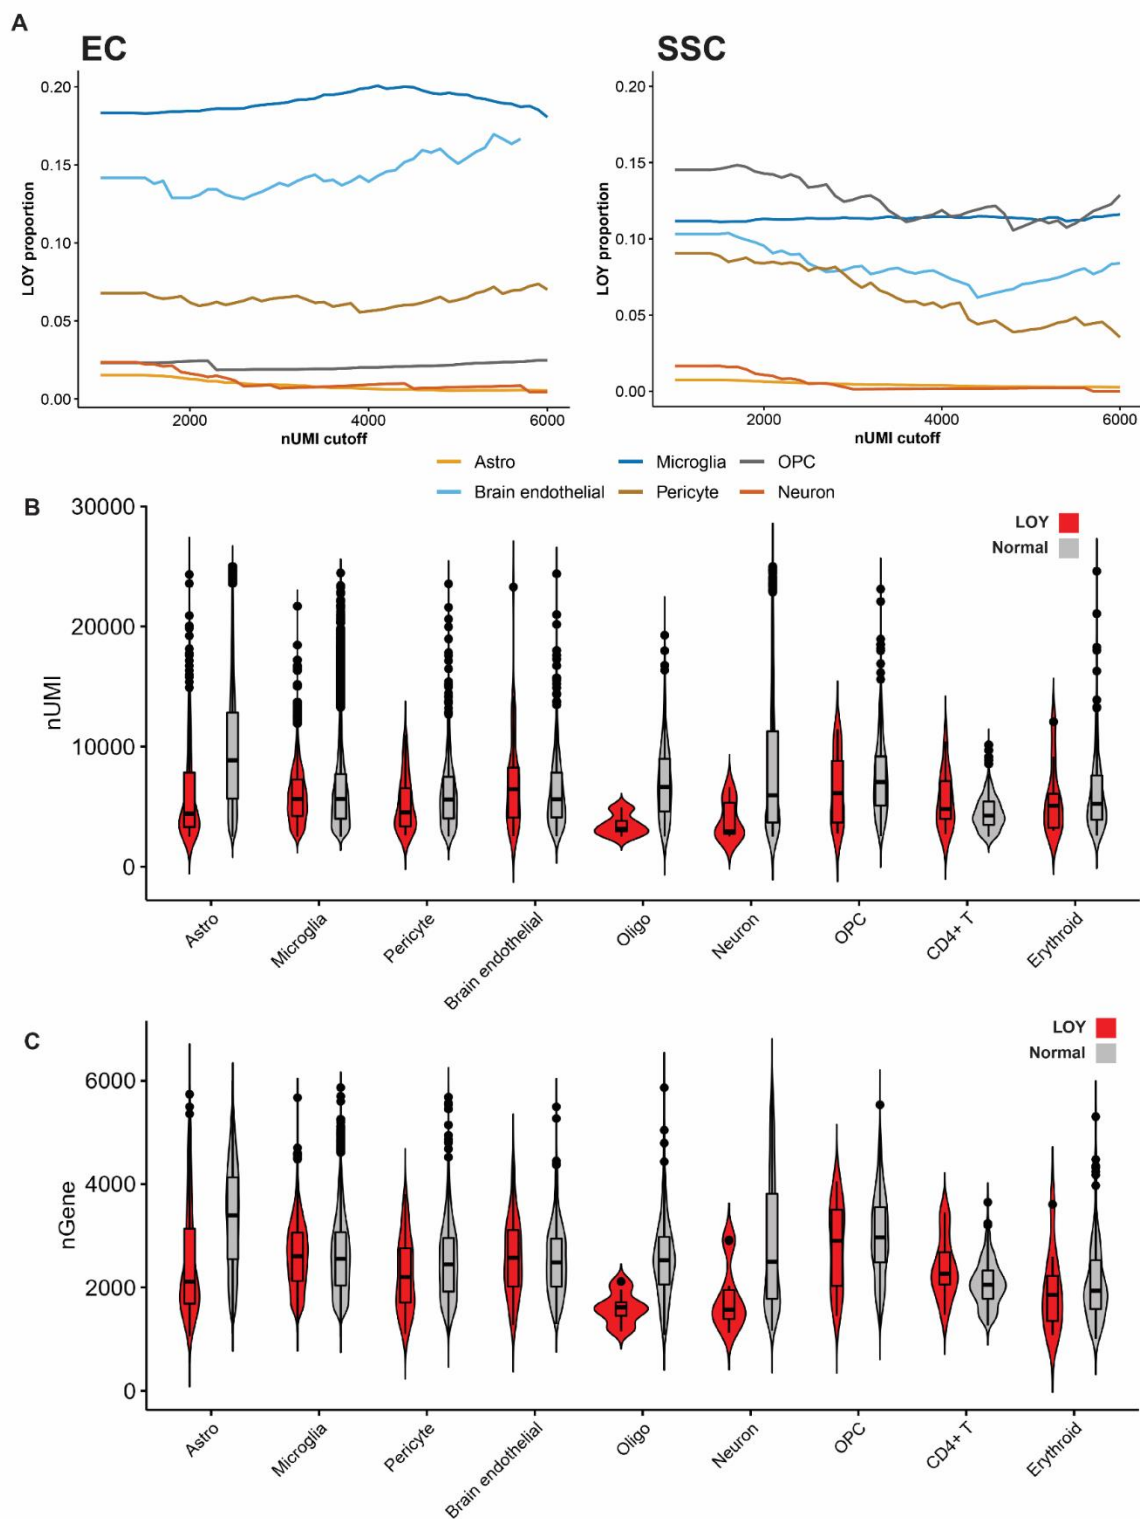 A
EC
SSC
0.20
0.15
0.10
0.05
0.00
LOY proportion
2000
4000
6000
nUMI cutoff
0.20
0.15
0.10
0.05
0.00
LOY proportion
2000
4000
6000
nUMI cutoff
Astro
Microglia
OPC
Brain endothelial
Pericyte
Neuron
B
30000
20000
10000
0
nUMI
LOY
Normal
Astro
Microglia
Pericyte
Brain endothelial
Oligo
Neuron
OPC
CD4+ T
Erythroid
C
6000
4000
2000
0
nGene
LOY
Normal
Astro
Microglia
Pericyte
Brain endothelial
Oligo
Neuron
OPC
CD4+ T
Erythroid